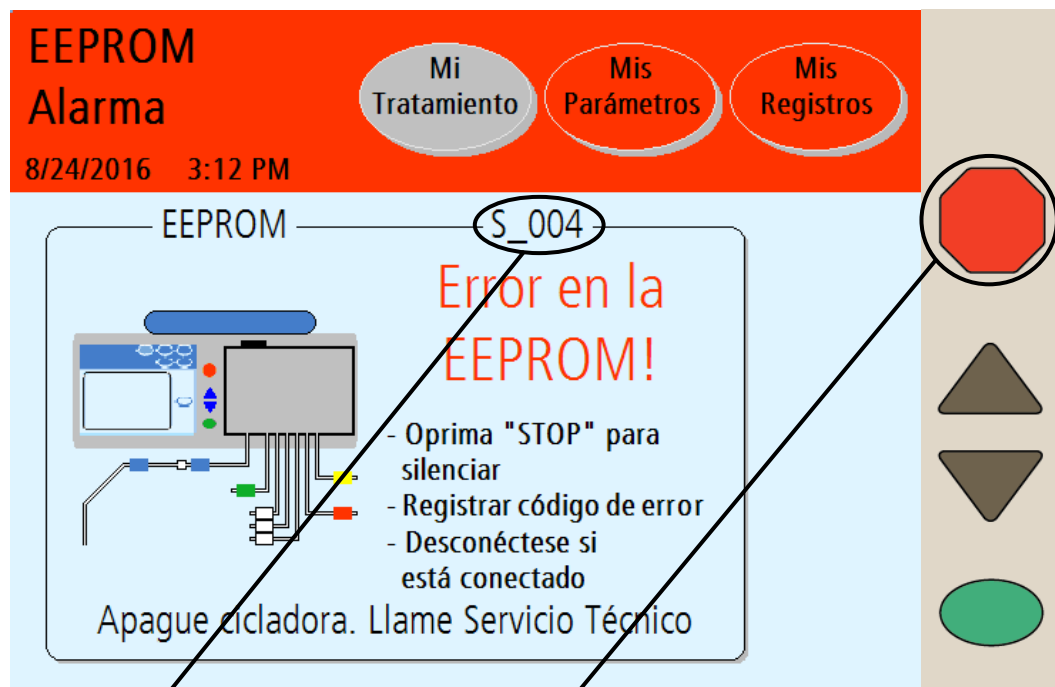 EEPROM
Alarma
8/24/2016 3:12 PM
Mi
Tratamiento
Mis
Parámetros
Mis
Registros
EEPROM
S_004
Error en la
EEPROM!
- Oprima "STOP" para
silenciar
- Registrar código de error
- Desconéctese si
está conectado
Apague cicladora. Llame Servicio Técnico